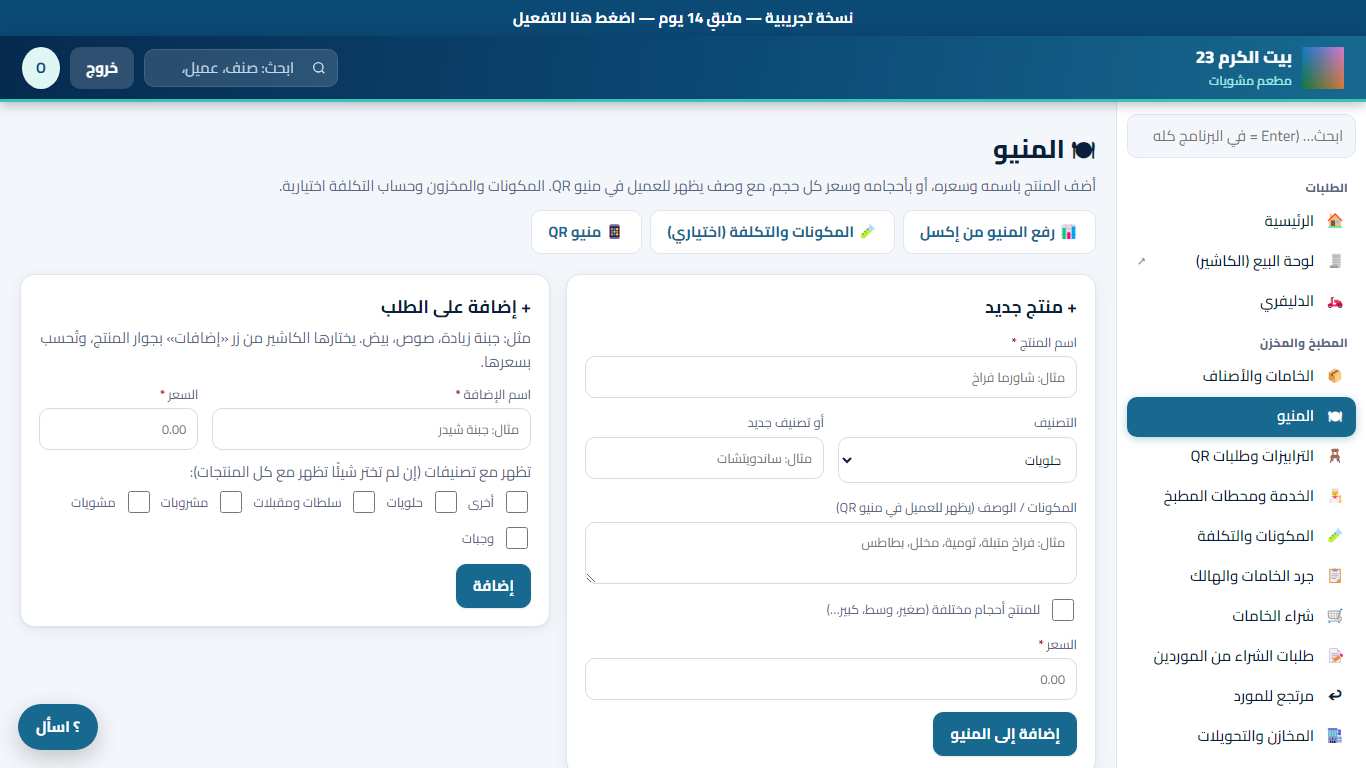 نسخة تجريبية — متبقٍ 14 يوم — اضغط هنا للتفعيل
بيت الكرم 23
مطعم مشويات
ابحث: صنف، عميل،
خروج
O
ابحث... (Enter = في البرنامج كله
الطلبات
الرئيسية
لوحة البيع (الكاشير)
الدليفري
المطبخ والمخزن
الخامات والأصناف
المنيو
الترابيزات وطلبات QR
الخدمة ومحطات المطبخ
المكونات والتكلفة
جرد الخامات والهالك
شراء الخامات
طلبات الشراء من الموردين
مرتجع للمورد
المخازن والتحويلات
المنيو
أضف المنتج باسمه وسعره، أو بأحجامه وسعر كل حجم، مع وصف يظهر للعميل في منيو QR. المكونات والمخزون وحساب التكلفة اختيارية.
رفع المنيو من إكسل
المكونات والتكلفة (اختياري)
منيو QR
+ منتج جديد
اسم المنتج *
مثال: شاورما فراخ
التصنيف
أو تصنيف جديد
حلويات
مثال: ساندويتشات
المكونات / الوصف (يظهر للعميل في منيو QR)
مثال: فراخ متبلة، ثومية، مخلل، بطاطس
للمنتج أحجام مختلفة (صغير، وسط، كبير...)
السعر *
0.00
إضافة إلى المنيو
+ إضافة على الطلب
مثل: جبنة زيادة، صوص، بيض. يختارها الكاشير من زر «إضافات» بجوار المنتج، وتُحسب
بسعرها.
اسم الإضافة *
السعر *
مثال: جبنة شيدر
0.00
تظهر مع تصنيفات (إن لم تختر شيئًا تظهر مع كل المنتجات):
أخرى
حلويات
سلطات ومقبلات
مشروبات
مشويات
وجبات
إضافة
؟ اسأل